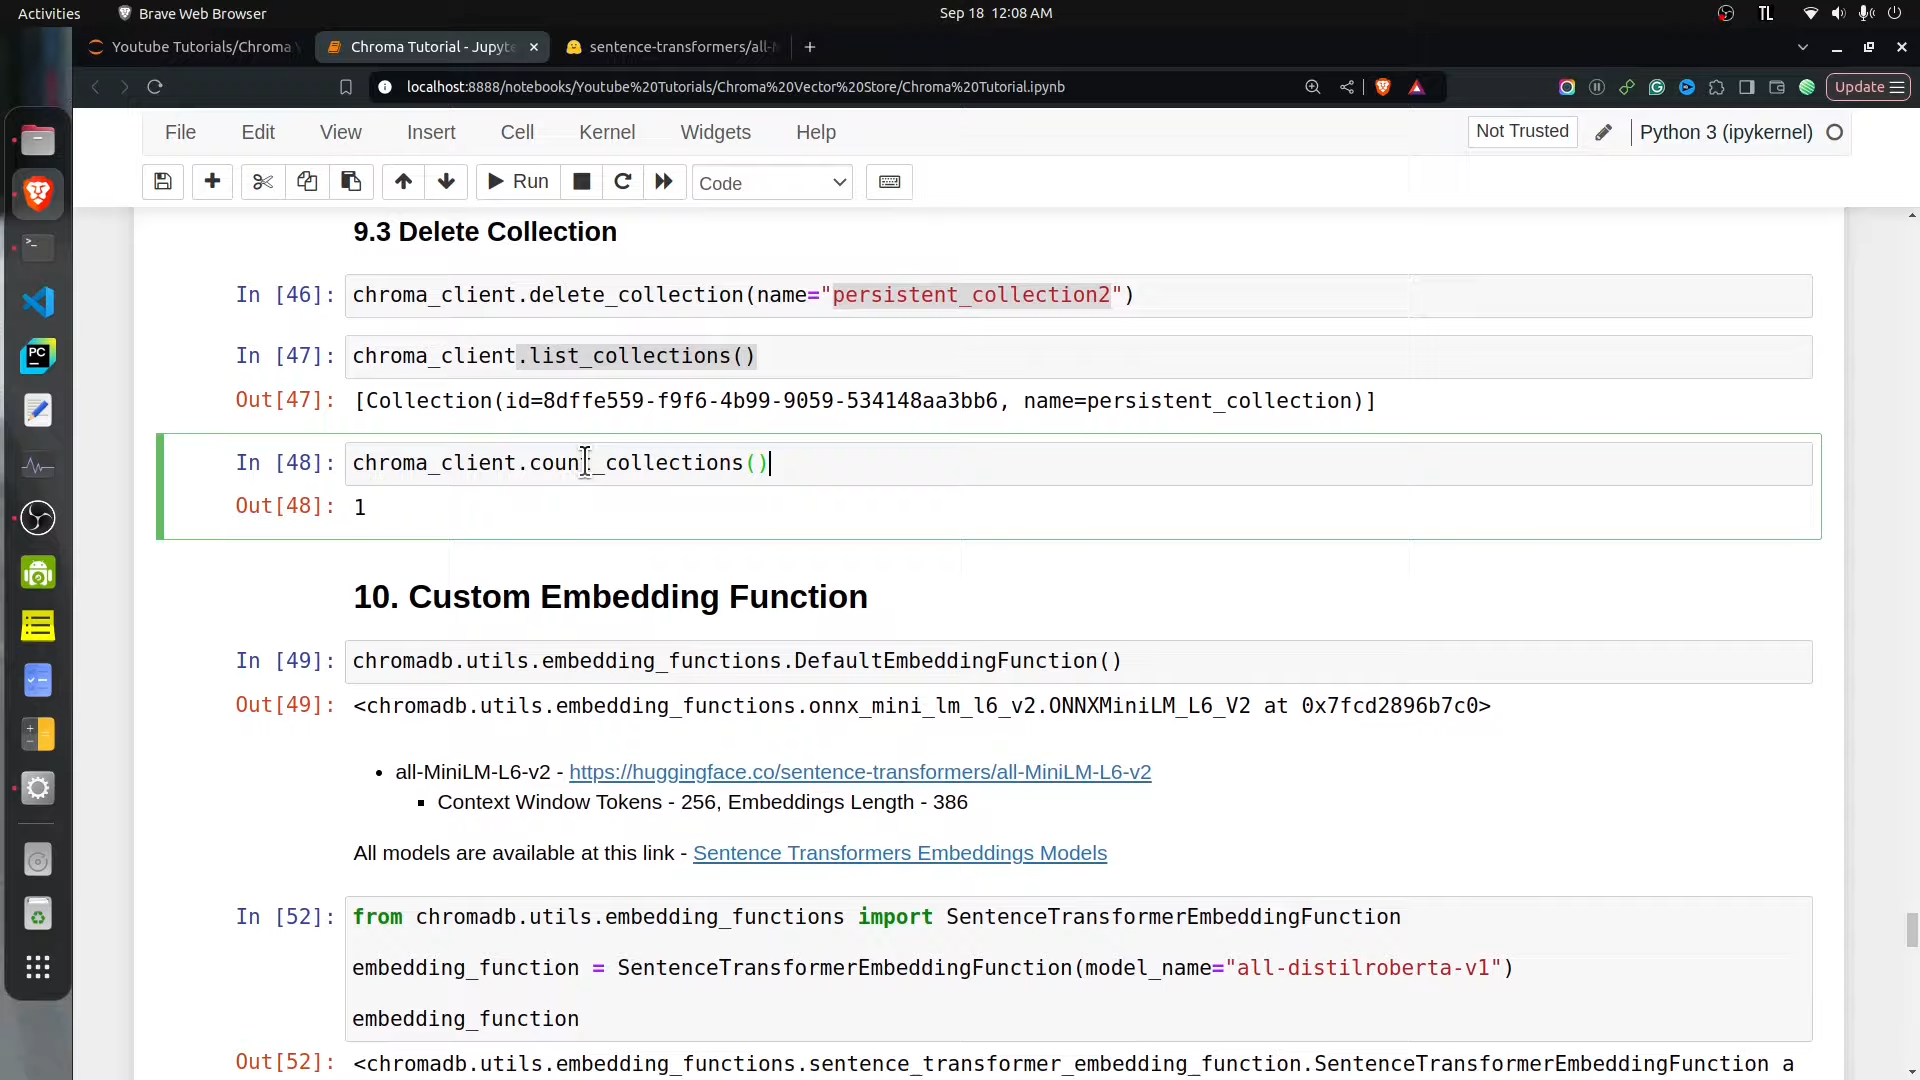 Activities
Brave Web Browser
Sep 18 12:08 AM
TL
Youtube Tutorials/Chroma
Chroma Tutorial - Jupyte
sentence-transformers/all-
localhost:8888/notebooks/Youtube%20Tutorials/Chroma%20Vector%20Store/Chroma%20Tutorial.ipynb
Update
File Edit View Insert Cell Kernel Widgets Help
Not Trusted
Python 3 (ipykernel)
Run
Code
9.3 Delete Collection
In [46]: chroma_client.delete_collection(name="persistent_collection2")
In [47]: chroma_client.list_collections()
Out[47]: [Collection(id=8dffe559-f9f6-4b99-9059-534148aa3bb6, name=persistent_collection)]
In [48]: chroma_client.count_collections()
Out[48]: 1
10. Custom Embedding Function
In [49]: chromadb.utils.embedding_functions.DefaultEmbeddingFunction()
Out[49]: <chromadb.utils.embedding_functions.onnx_mini_lm_l6_v2.ONNXMiniLM_L6_V2 at 0x7fcd2896b7c0>
• all-MiniLM-L6-v2 - https://huggingface.co/sentence-transformers/all-MiniLM-L6-v2
▪ Context Window Tokens - 256, Embeddings Length - 386
All models are available at this link - Sentence Transformers Embeddings Models
In [52]: from chromadb.utils.embedding_functions import SentenceTransformerEmbeddingFunction
embedding_function = SentenceTransformerEmbeddingFunction(model_name="all-distilroberta-v1")
embedding_function
Out[52]: <chromadb.utils.embedding_functions.sentence_transformer_embedding_function.SentenceTransformerEmbeddingFunction a
PC